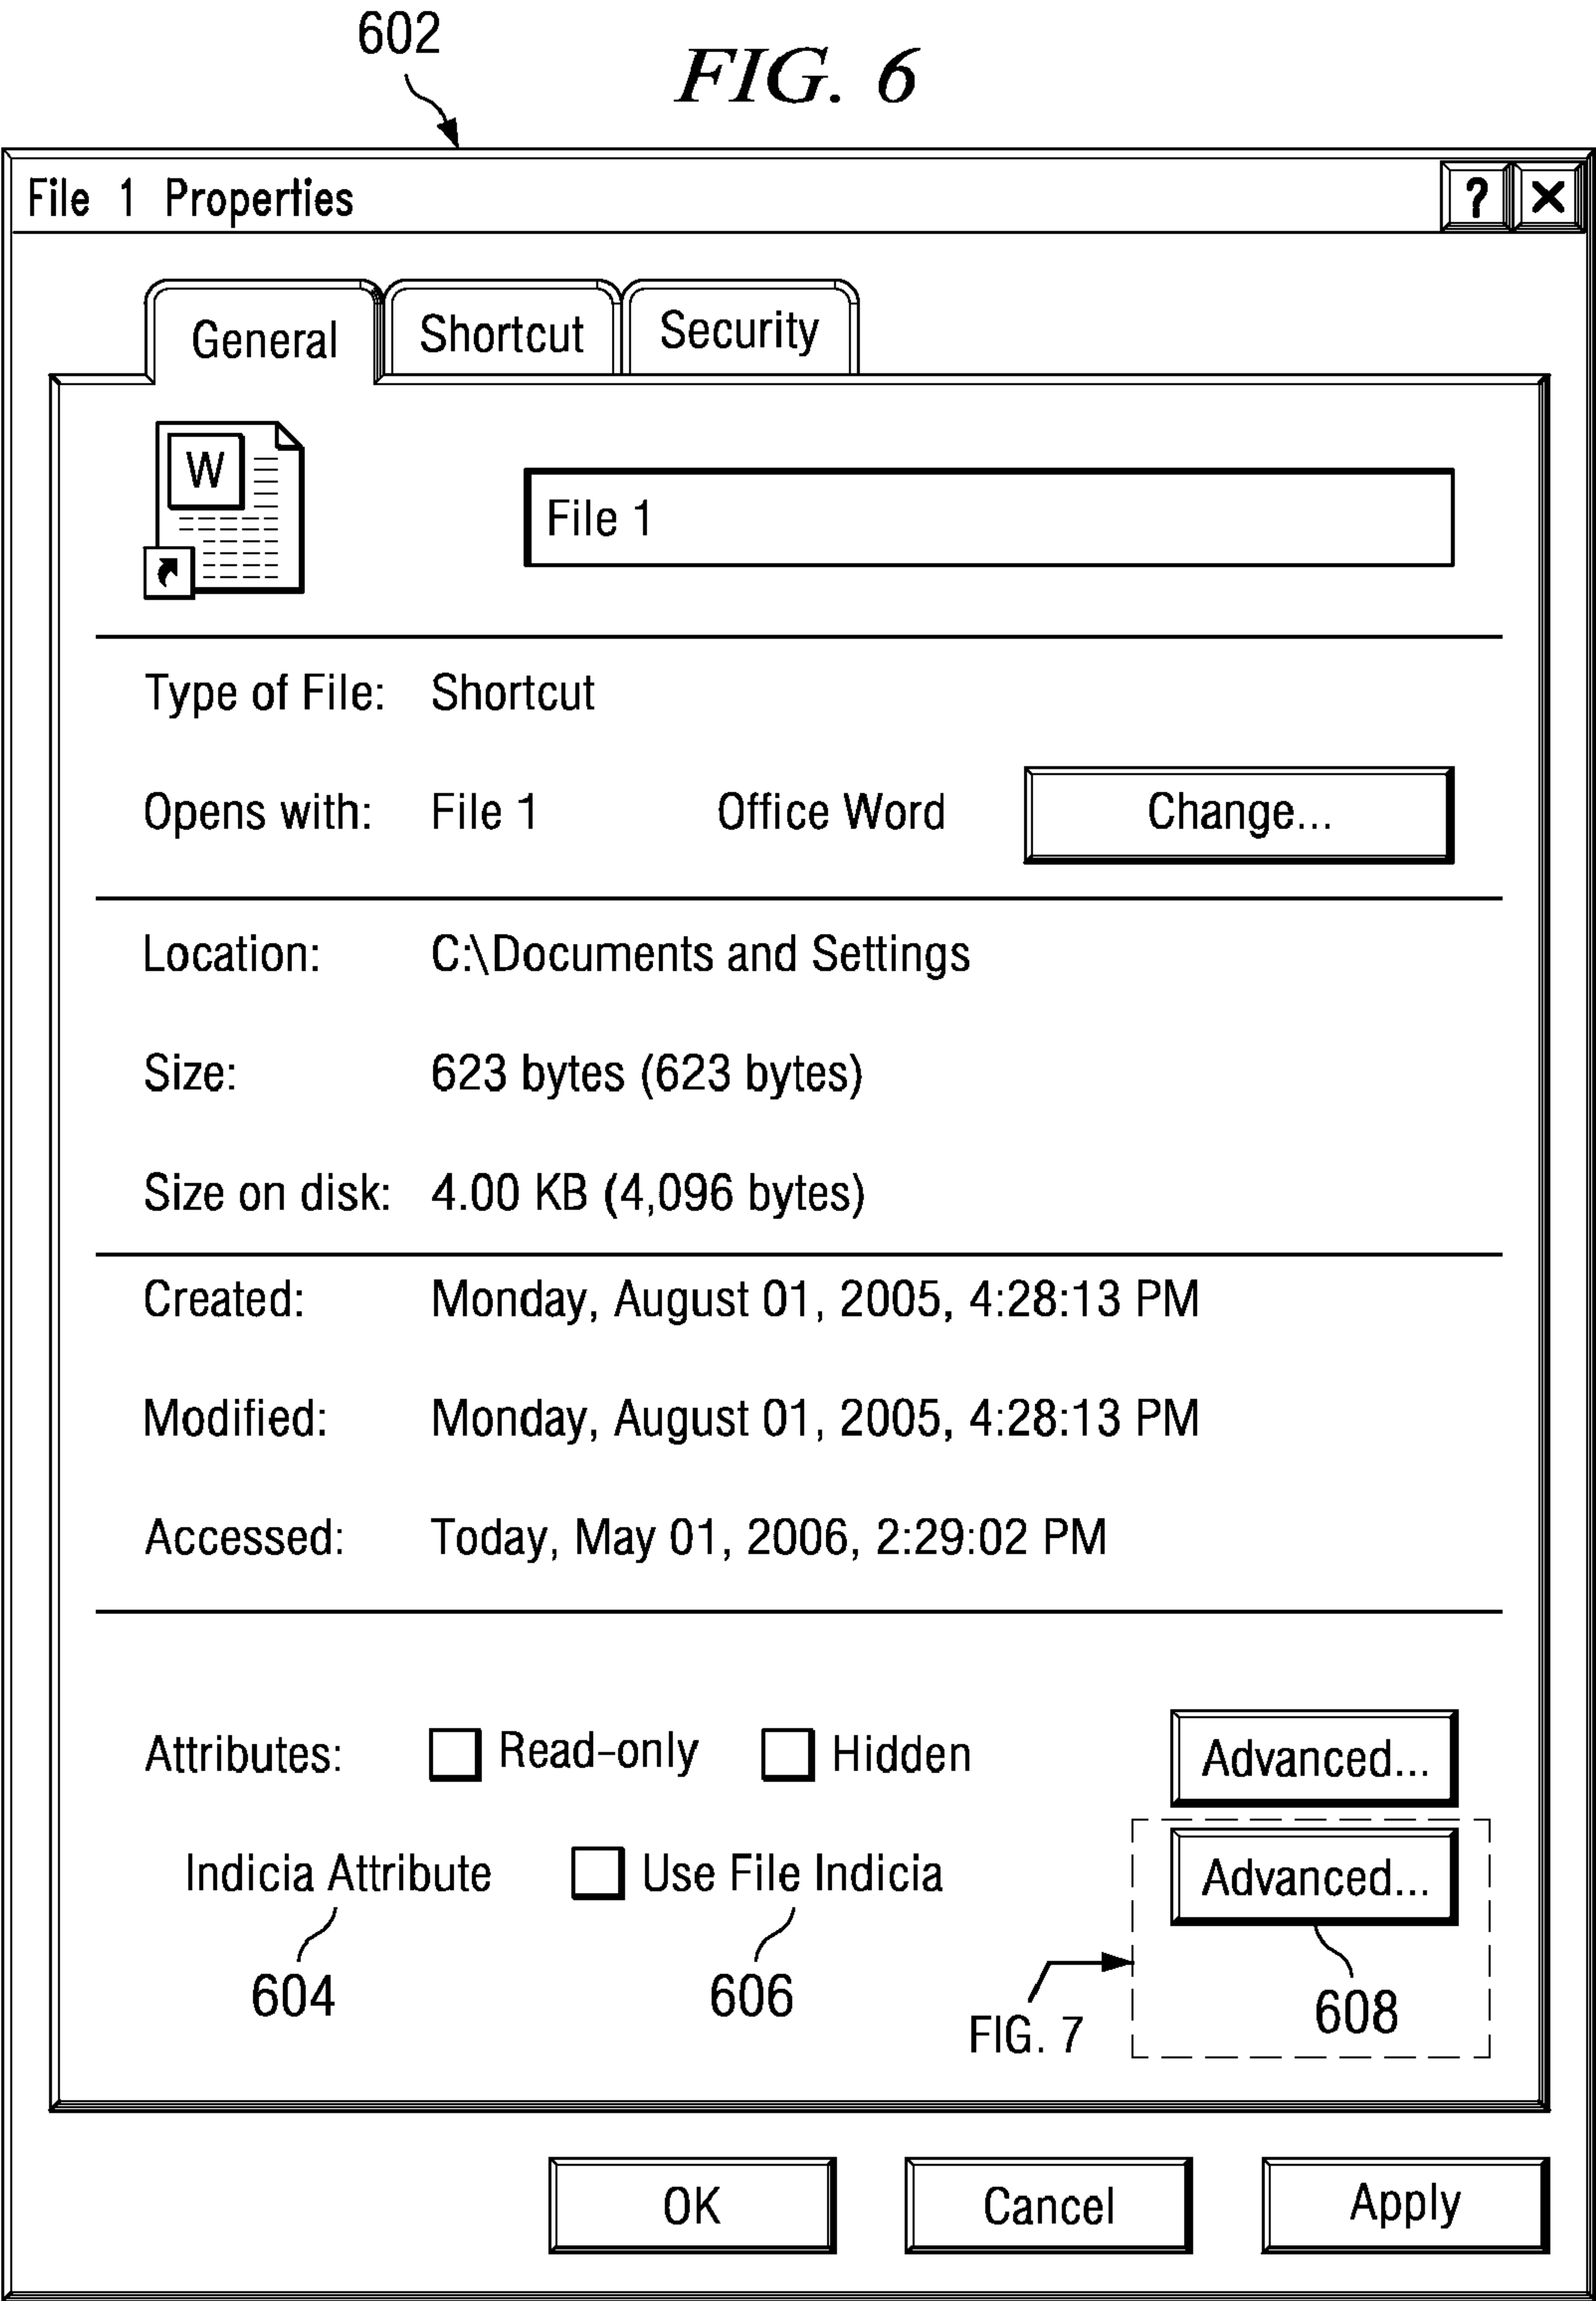 602
FIG. 6
File 1 Properties ? X
General Shortcut Security
W
File 1
Type of File: Shortcut
Opens with: File 1 Office Word Change...
Location: C:\Documents and Settings
Size: 623 bytes (623 bytes)
Size on disk: 4.00 KB (4,096 bytes)
Created: Monday, August 01, 2005, 4:28:13 PM
Modified: Monday, August 01, 2005, 4:28:13 PM
Accessed: Today, May 01, 2006, 2:29:02 PM
Attributes: Read-only Hidden Advanced...
Indicia Attribute Use File Indicia Advanced...
604 606 608
FIG. 7
OK Cancel Apply